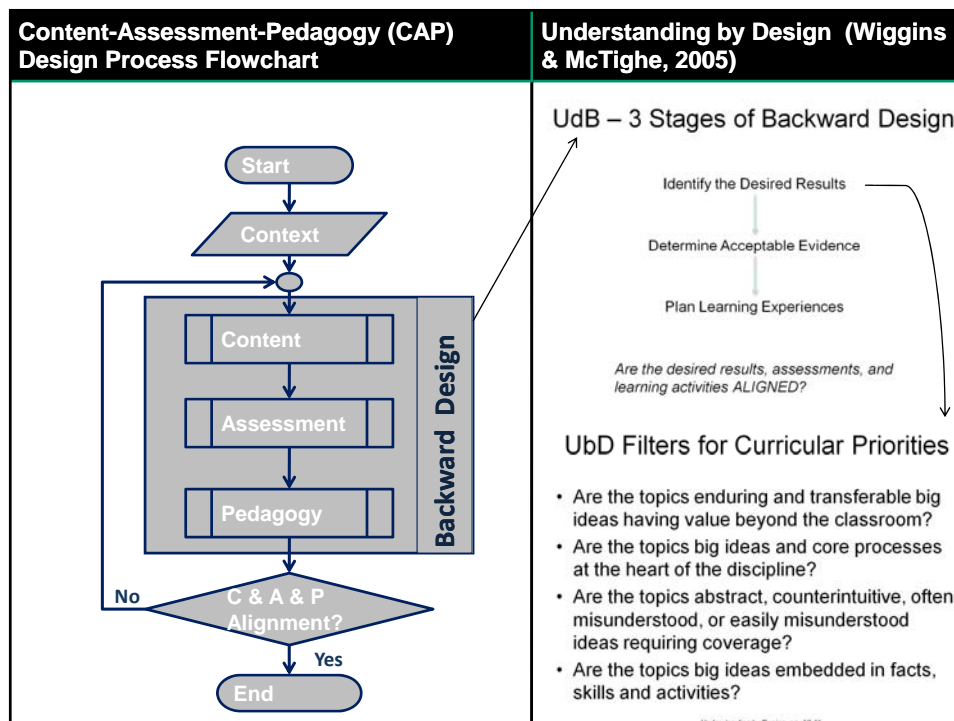 Content-Assessment-Pedagogy (CAP)
Design Process Flowchart
Start
Context
Content
Assessment
Pedagogy
Backward Design
C & A & P
Alignment?
No
Yes
End
Understanding by Design (Wiggins
& McTighe, 2005)
UdB – 3 Stages of Backward Design
Identify the Desired Results
Determine Acceptable Evidence
Plan Learning Experiences
Are the desired results, assessments, and
learning activities ALIGNED?
UbD Filters for Curricular Priorities
• Are the topics enduring and transferable big
ideas having value beyond the classroom?
• Are the topics big ideas and core processes
at the heart of the discipline?
• Are the topics abstract, counterintuitive, often
misunderstood, or easily misunderstood
ideas requiring coverage?
• Are the topics big ideas embedded in facts,
skills and activities?